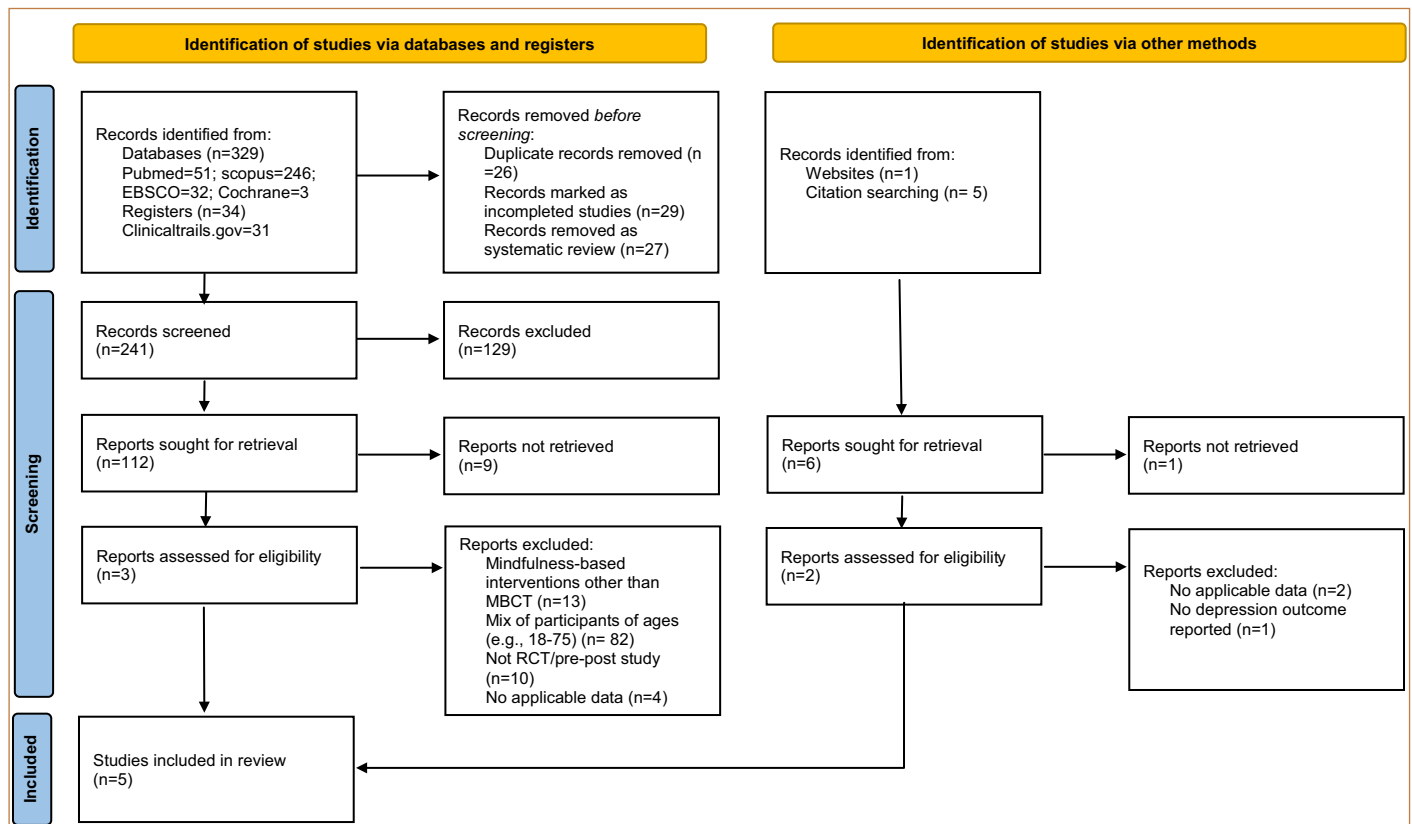 Identification of studies via databases and registers
Identification of studies via other methods
Identification
Records identified from:
Databases (n=329)
Pubmed=51; scopus=246;
EBSCO=32; Cochrane=3
Registers (n=34)
Clinicaltrails.gov=31
Records removed before
screening:
Duplicate records removed (n
=26)
Records marked as
incompleted studies (n=29)
Records removed as
systematic review (n=27)
Records identified from:
Websites (n=1)
Citation searching (n= 5)
Screening
Records screened
(n=241)
Records excluded
(n=129)
Reports sought for retrieval
(n=112)
Reports not retrieved
(n=9)
Reports sought for retrieval
(n=6)
Reports not retrieved
(n=1)
Reports assessed for eligibility
(n=3)
Reports excluded:
Mindfulness-based
interventions other than
MBCT (n=13)
Mix of participants of ages
(e.g., 18-75) (n= 82)
Not RCT/pre-post study
(n=10)
No applicable data (n=4)
Reports assessed for eligibility
(n=2)
Reports excluded:
No applicable data (n=2)
No depression outcome
reported (n=1)
Included
Studies included in review
(n=5)